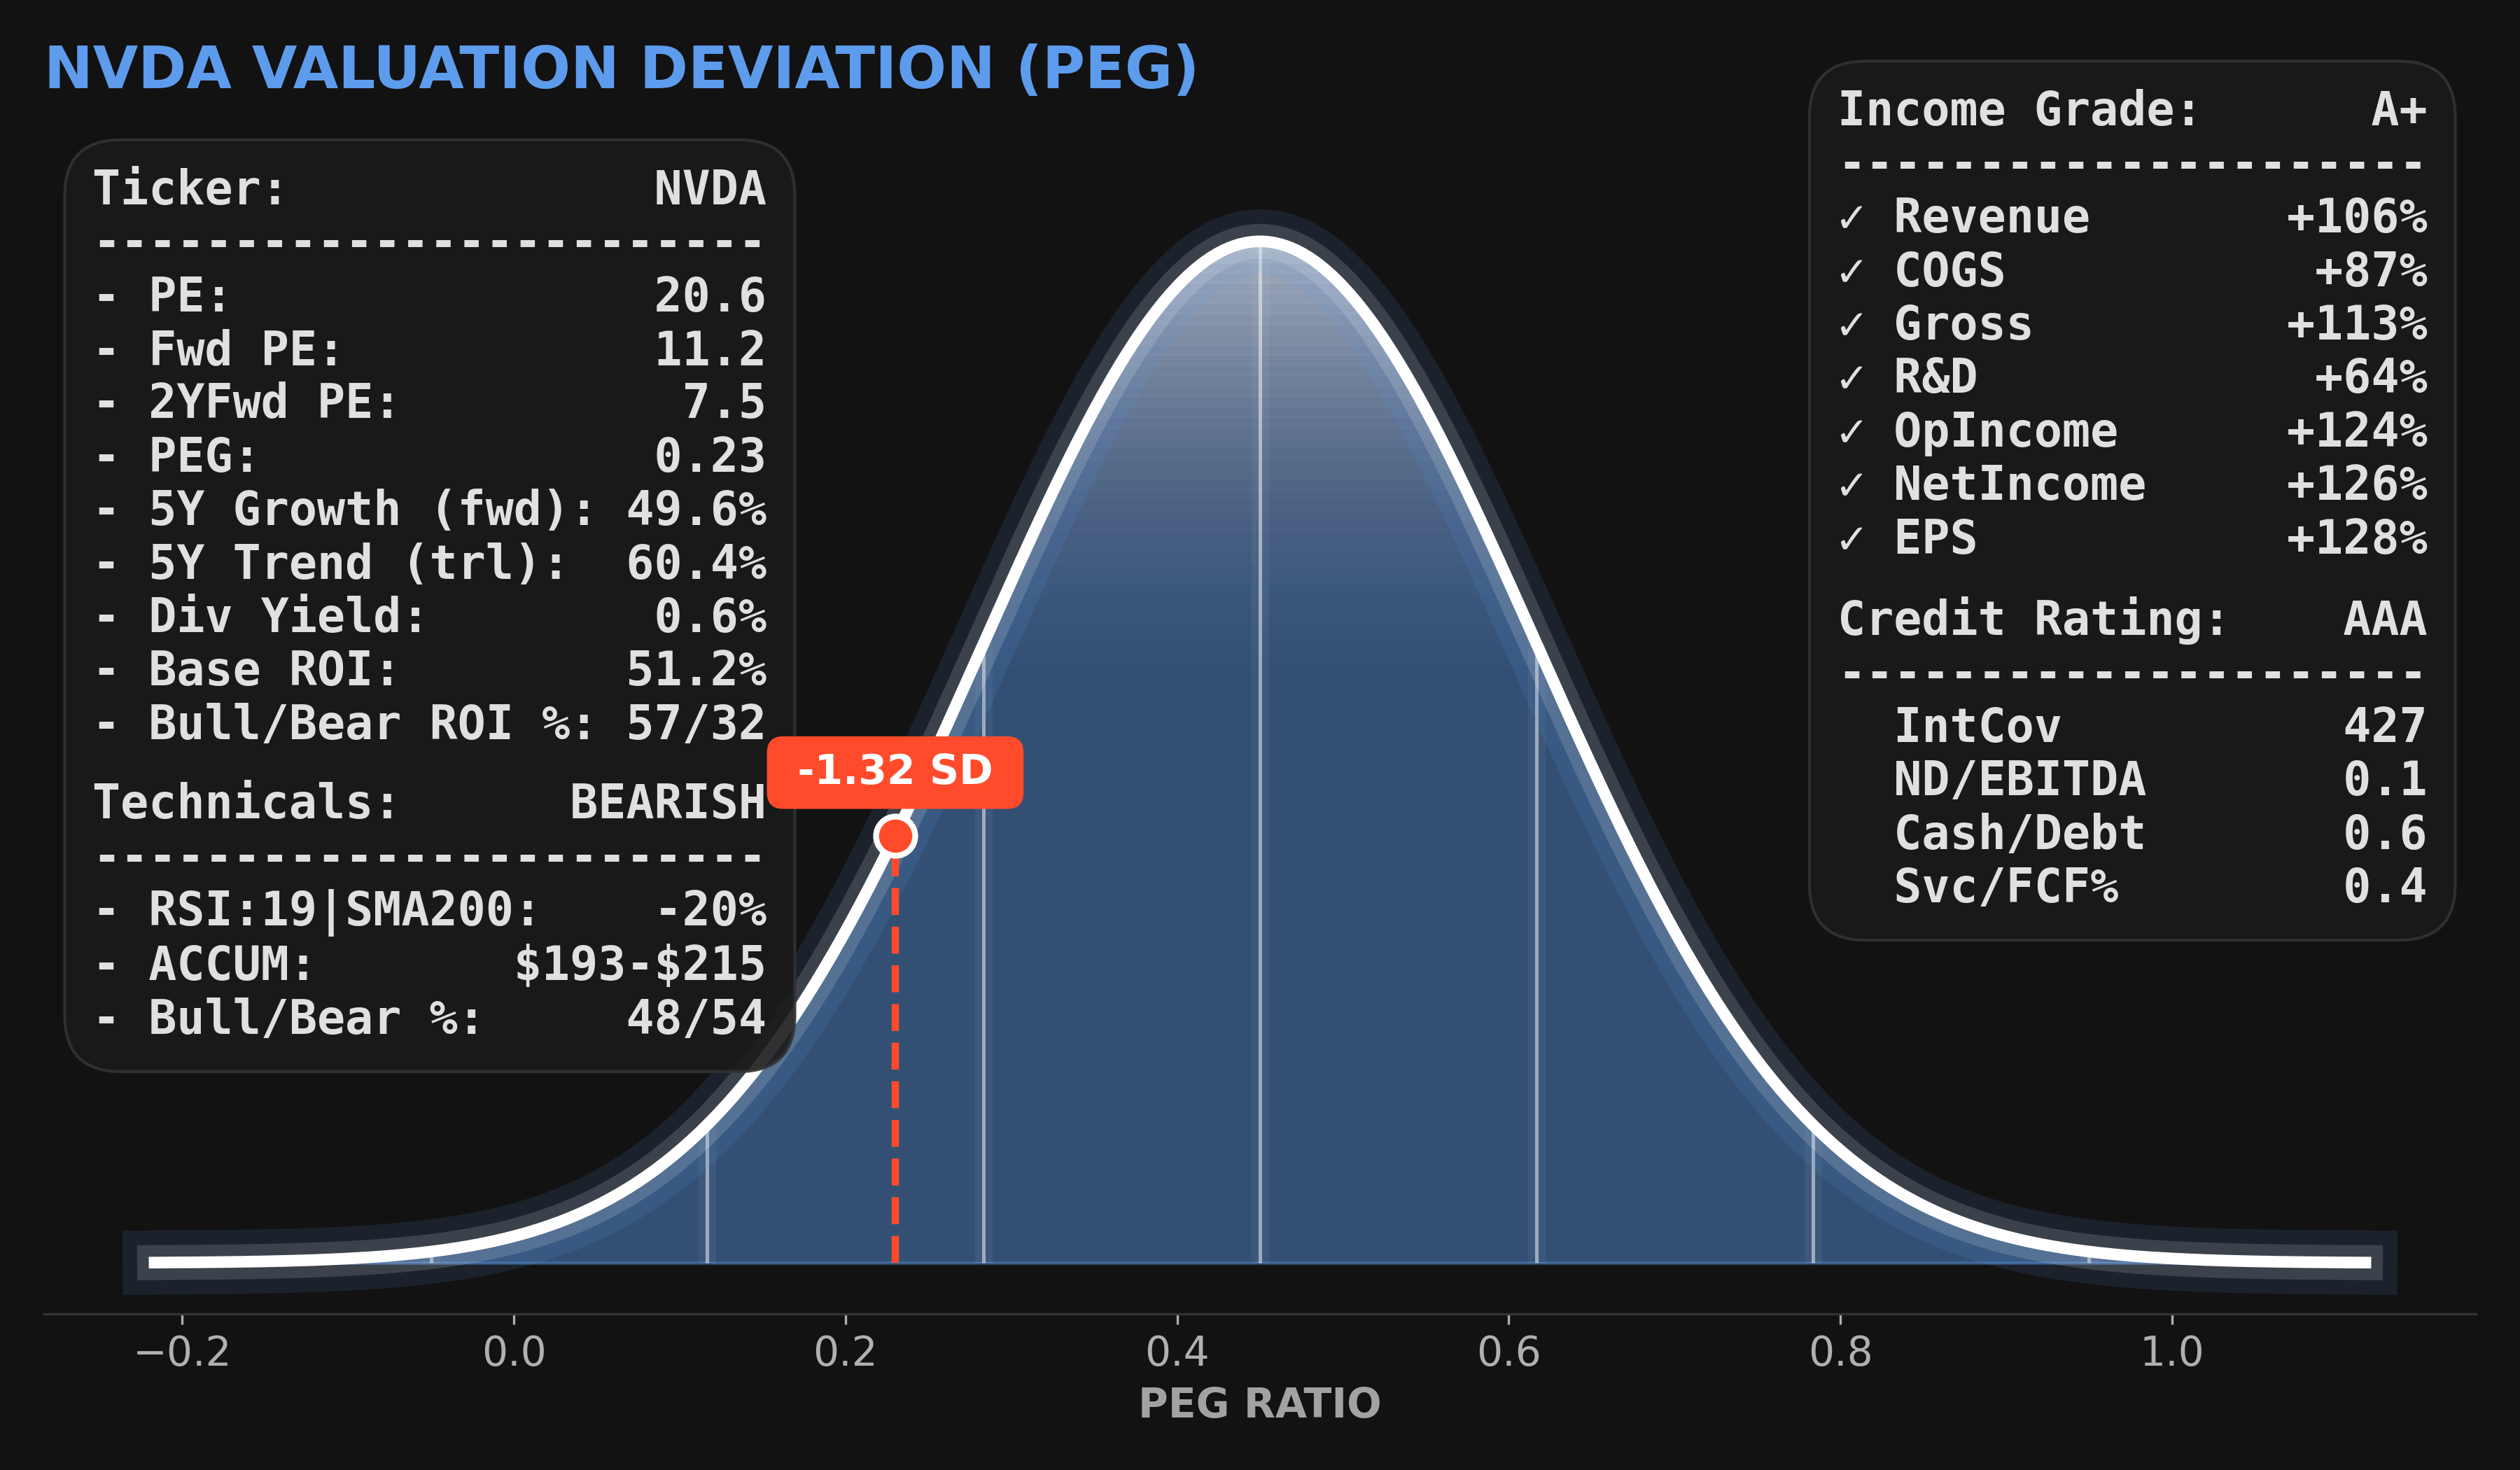 NVDA VALUATION DEVIATION (PEG)
Ticker: NVDA
------------------------
- PE: 20.6
- Fwd PE: 11.2
- 2YFwd PE: 7.5
- PEG: 0.23
- 5Y Growth (fwd): 49.6%
- 5Y Trend (trl): 60.4%
- Div Yield: 0.6%
- Base ROI: 51.2%
- Bull/Bear ROI %: 57/32
Technicals: BEARISH
------------------------
- RSI:19|SMA200: -20%
- ACCUM: $193-$215
- Bull/Bear %: 48/54
-1.32 SD
Income Grade: A+
---------------------
✓ Revenue +106%
✓ COGS +87%
✓ Gross +113%
✓ R&D +64%
✓ OpIncome +124%
✓ NetIncome +126%
✓ EPS +128%
Credit Rating: AAA
---------------------
IntCov 427
ND/EBITDA 0.1
Cash/Debt 0.6
Svc/FCF% 0.4
−0.2 0.0 0.2 0.4 0.6 0.8 1.0
PEG RATIO